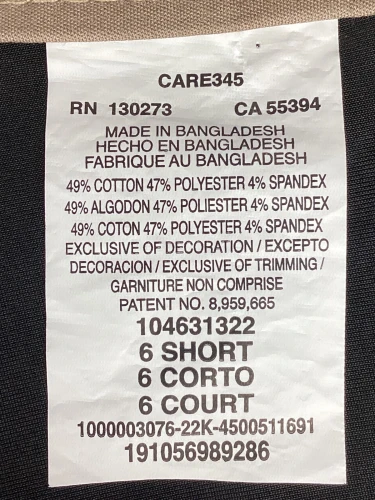 CARE345
RN 130273 CA 55394
MADE IN BANGLADESH
HECHO EN BANGLADESH
FABRIQUE AU BANGLADESH
49% COTTON 47% POLYESTER 4% SPANDEX
49% ALGODON 47% POLIESTER 4% SPANDEX
49% COTON 47% POLYESTER 4% SPANDEX
EXCLUSIVE OF DECORATION / EXCEPTO
DECORACION / EXCLUSIVE OF TRIMMING /
GARNITURE NON COMPRISE
PATENT NO. 8,959,665
104631322
6 SHORT
6 CORTO
6 COURT
1000003076-22K-4500511691
191056989286